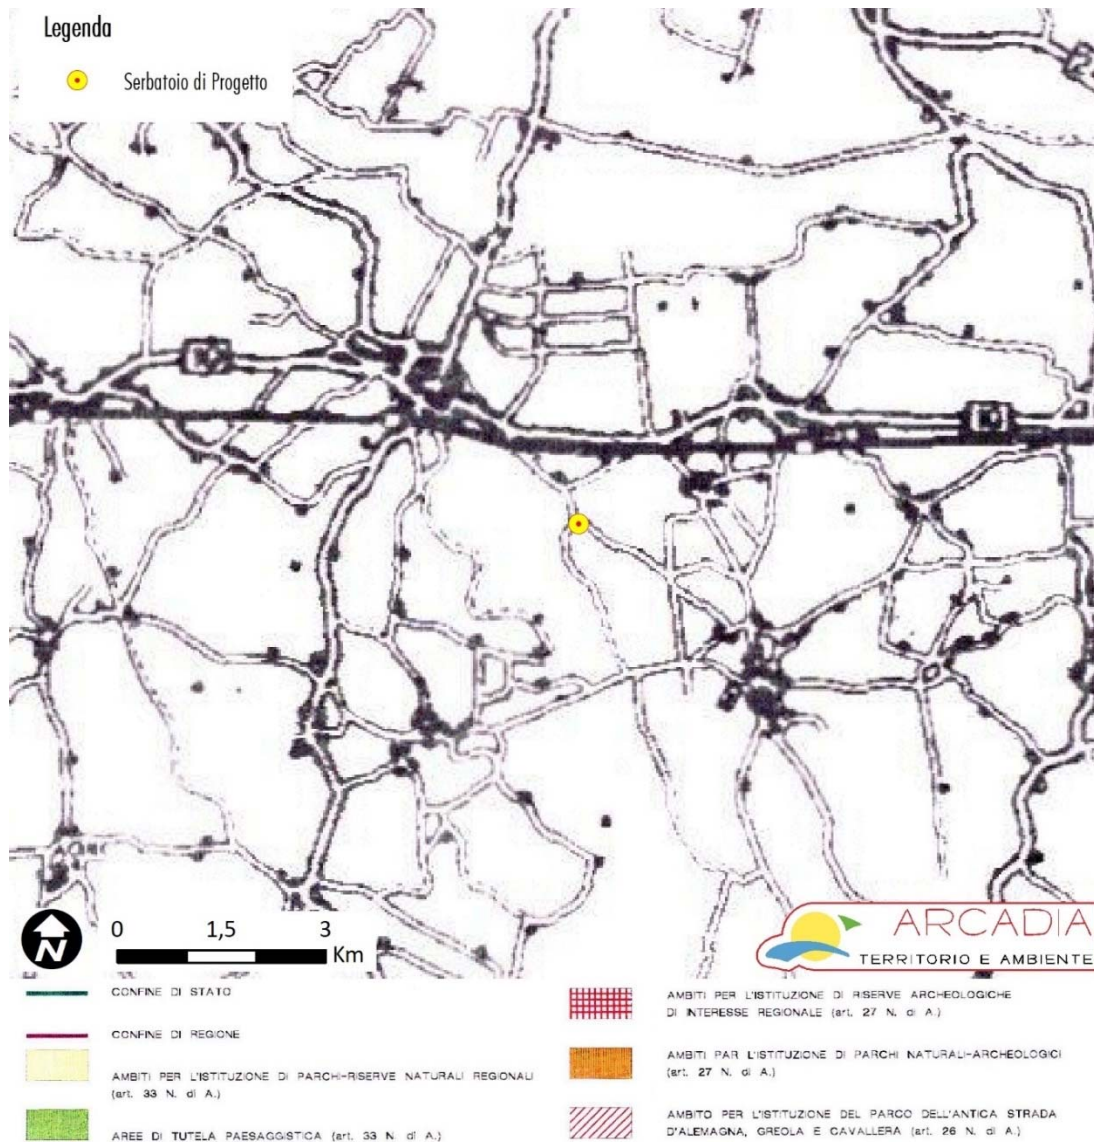 Legenda
Serbatoio di Progetto
N
0 1,5 3
Km
ARCADIA
TERRITORIO E AMBIENTE
CONFINE DI STATO
CONFINE DI REGIONE
AMBITI PER L'ISTITUZIONE DI PARCHI-RISERVE NATURALI REGIONALI
(art. 33 N. di A.)
AREE DI TUTELA PAESAGGISTICA (art. 33 N. di A.)
AMBITI PER L'ISTITUZIONE DI RISERVE ARCHEOLOGICHE
DI INTERESSE REGIONALE (art. 27 N. di A.)
AMBITI PAR L'ISTITUZIONE DI PARCHI NATURALI-ARCHEOLOGICI
(art. 27 N. di A.)
AMBITO PER L'ISTITUZIONE DEL PARCO DELL'ANTICA STRADA
D'ALEMAGNA, GREOLA E CAVALLERA (art. 26 N. di A.)